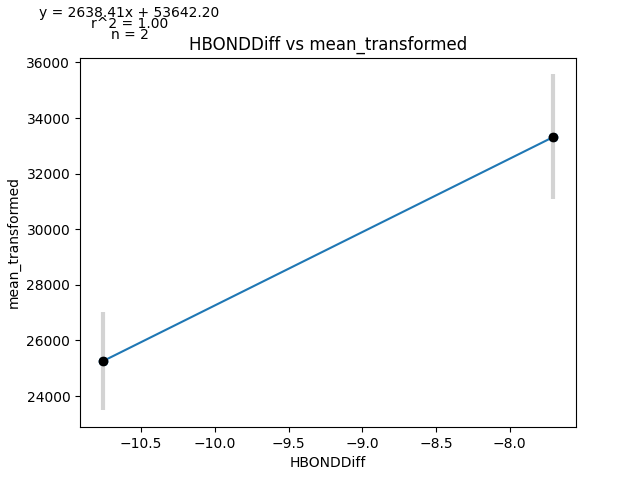 y = 2638.41x + 53642.20
r^2 = 1.00
n = 2
HBONDDiff vs mean_transformed
36000
34000
32000
30000
28000
26000
24000
mean_transformed
−10.5 −10.0 −9.5 −9.0 −8.5 −8.0
HBONDDiff